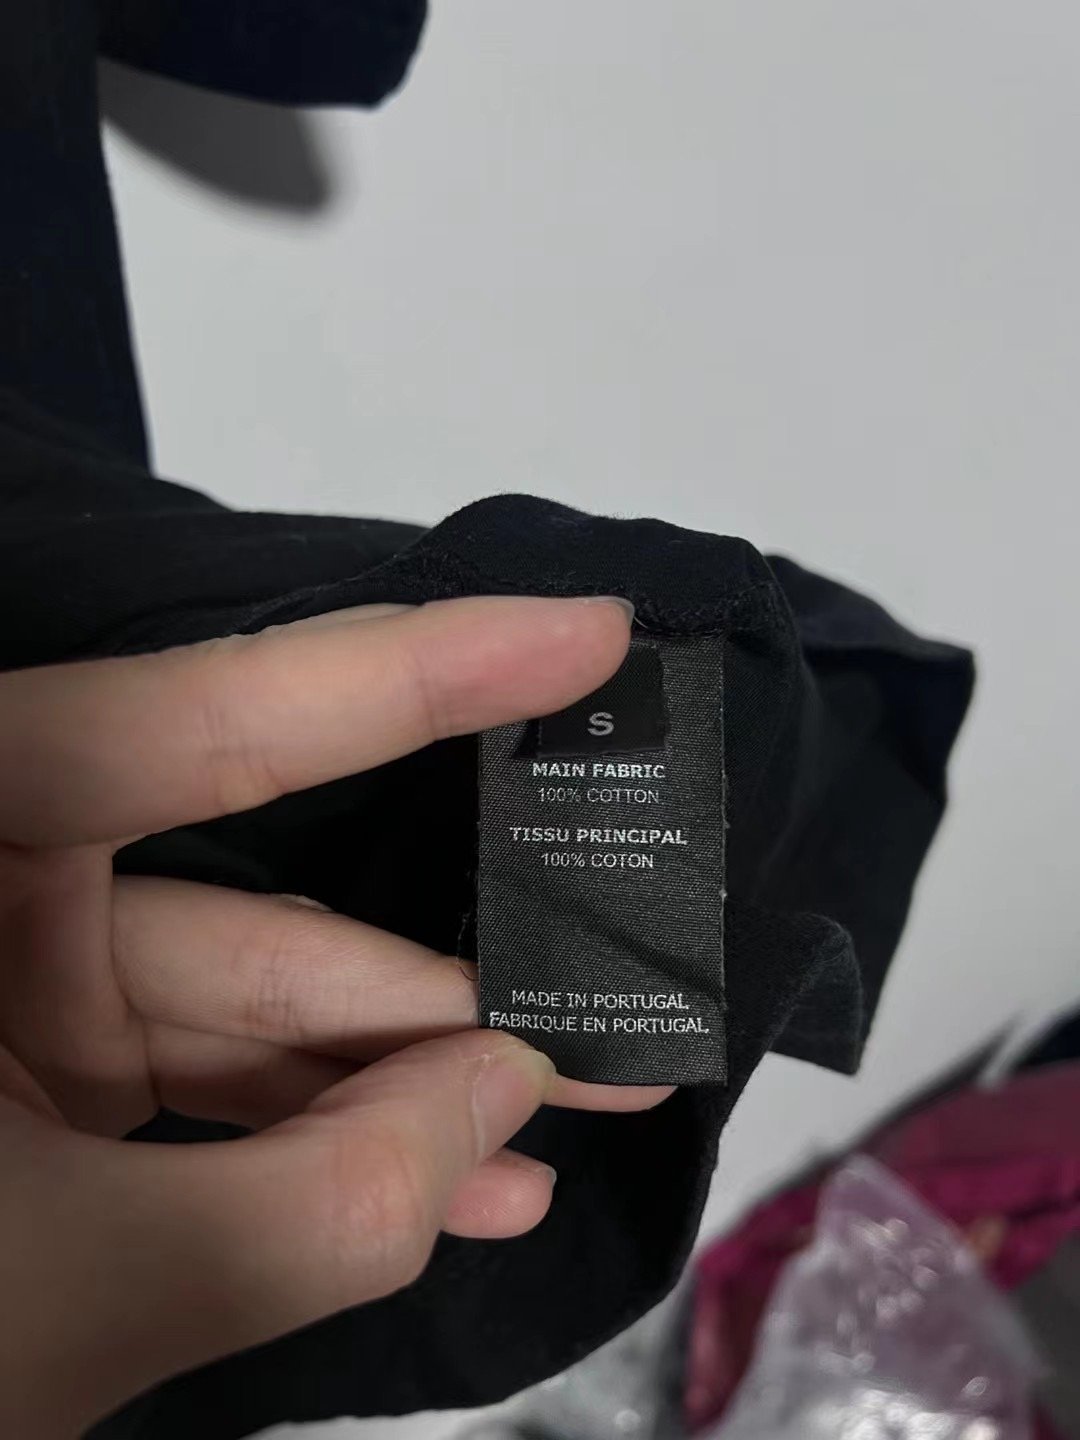 S
MAIN FABRIC
100% COTTON
TISSU PRINCIPAL
100% COTON
MADE IN PORTUGAL
FABRIQUE EN PORTUGAL